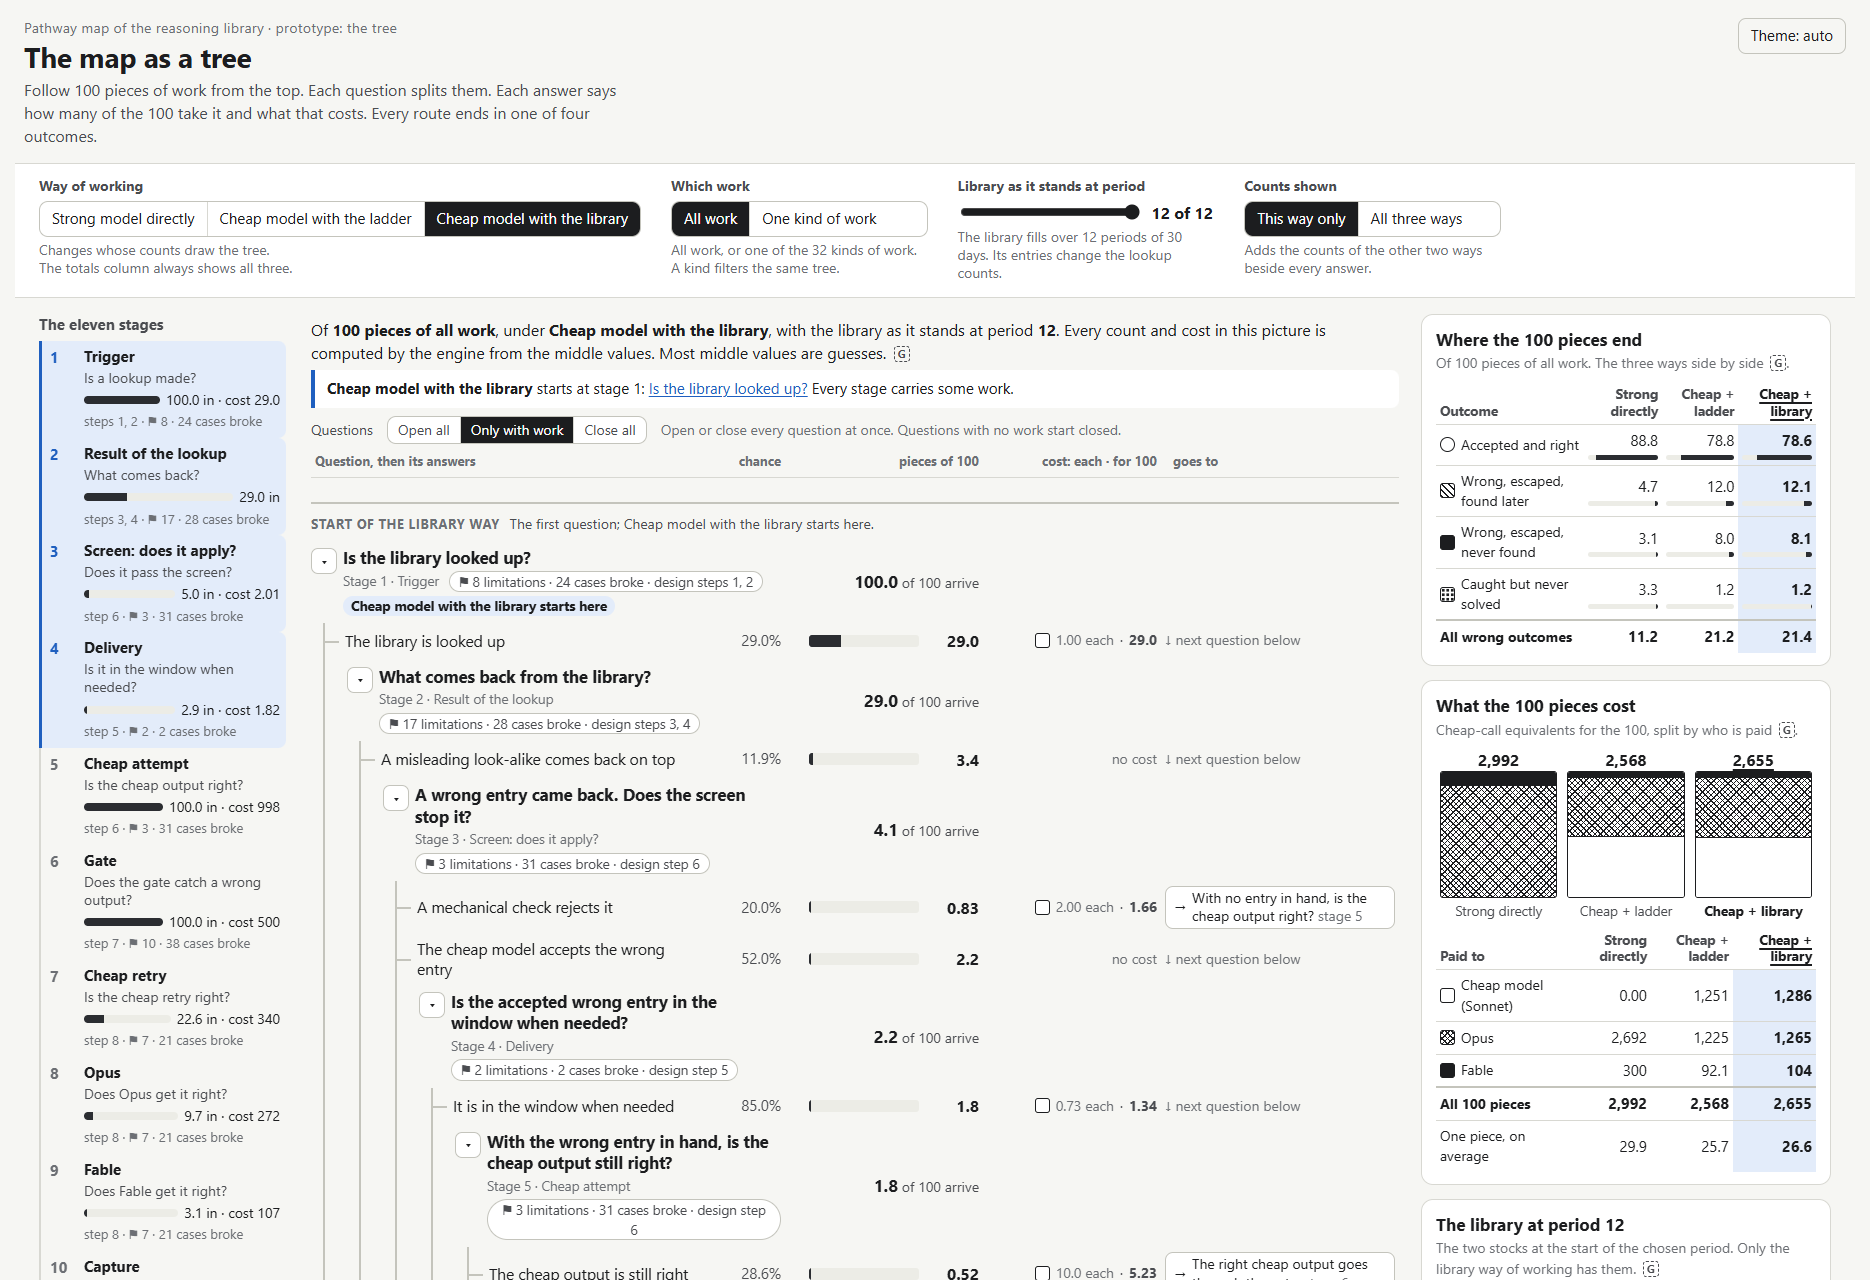 Pathway map of the reasoning library · prototype: the tree
The map as a tree
Follow 100 pieces of work from the top. Each question splits them. Each answer says
how many of the 100 take it and what that costs. Every route ends in one of four
outcomes.
Theme: auto
Way of working
Strong model directly
Cheap model with the ladder
Cheap model with the library
Changes whose counts draw the tree.
The totals column always shows all three.
Which work
All work
One kind of work
All work, or one of the 32 kinds of work.
A kind filters the same tree.
Library as it stands at period
12 of 12
The library fills over 12 periods of 30
days. Its entries change the lookup
counts.
Counts shown
This way only
All three ways
Adds the counts of the other two ways
beside every answer.
The eleven stages
1 Trigger
Is a lookup made?
100.0 in · cost 29.0
steps 1, 2 · ⚑ 8 · 24 cases broke
2 Result of the lookup
What comes back?
29.0 in
steps 3, 4 · ⚑ 17 · 28 cases broke
3 Screen: does it apply?
Does it pass the screen?
5.0 in · cost 2.01
step 6 · ⚑ 3 · 31 cases broke
4 Delivery
Is it in the window when
needed?
2.9 in · cost 1.82
step 5 · ⚑ 2 · 2 cases broke
5 Cheap attempt
Is the cheap output right?
100.0 in · cost 998
step 6 · ⚑ 3 · 31 cases broke
6 Gate
Does the gate catch a wrong
output?
100.0 in · cost 500
step 7 · ⚑ 10 · 38 cases broke
7 Cheap retry
Is the cheap retry right?
22.6 in · cost 340
step 8 · ⚑ 7 · 21 cases broke
8 Opus
Does Opus get it right?
9.7 in · cost 272
step 8 · ⚑ 7 · 21 cases broke
9 Fable
Does Fable get it right?
3.1 in · cost 107
step 8 · ⚑ 7 · 21 cases broke
10 Capture
Of 100 pieces of all work, under Cheap model with the library, with the library as it stands at period 12. Every count and cost in this picture is
computed by the engine from the middle values. Most middle values are guesses. G
Cheap model with the library starts at stage 1: Is the library looked up? Every stage carries some work.
Questions
Open all
Only with work
Close all
Open or close every question at once. Questions with no work start closed.
Question, then its answers chance pieces of 100 cost: each · for 100 goes to
START OF THE LIBRARY WAY The first question; Cheap model with the library starts here.
Is the library looked up?
Stage 1 · Trigger ⚑ 8 limitations · 24 cases broke · design steps 1, 2 100.0 of 100 arrive
Cheap model with the library starts here
The library is looked up 29.0% 29.0 1.00 each · 29.0 ↓ next question below
What comes back from the library?
Stage 2 · Result of the lookup 29.0 of 100 arrive
⚑ 17 limitations · 28 cases broke · design steps 3, 4
A misleading look-alike comes back on top 11.9% 3.4 no cost ↓ next question below
A wrong entry came back. Does the screen
stop it?
Stage 3 · Screen: does it apply? 4.1 of 100 arrive
⚑ 3 limitations · 31 cases broke · design step 6
A mechanical check rejects it 20.0% 0.83 2.00 each · 1.66 → With no entry in hand, is the
cheap output right? stage 5
The cheap model accepts the wrong
entry 52.0% 2.2 no cost ↓ next question below
Is the accepted wrong entry in the
window when needed?
Stage 4 · Delivery 2.2 of 100 arrive
⚑ 2 limitations · 2 cases broke · design step 5
It is in the window when needed 85.0% 1.8 0.73 each · 1.34 ↓ next question below
With the wrong entry in hand, is the
cheap output still right?
Stage 5 · Cheap attempt 1.8 of 100 arrive
⚑ 3 limitations · 31 cases broke · design step
6
The cheap output is still right 28.6% 0.52 10.0 each · 5.23 → The right cheap output goes
Where the 100 pieces end
Of 100 pieces of all work. The three ways side by side G.
Outcome Strong directly Cheap + ladder Cheap + library
Accepted and right 88.8 78.8 78.6
Wrong, escaped,
found later 4.7 12.0 12.1
Wrong, escaped,
never found 3.1 8.0 8.1
Caught but never
solved 3.3 1.2 1.2
All wrong outcomes 11.2 21.2 21.4
What the 100 pieces cost
Cheap-call equivalents for the 100, split by who is paid G.
2,992 2,568 2,655
Strong directly Cheap + ladder Cheap + library
Paid to Strong directly Cheap + ladder Cheap + library
Cheap model
(Sonnet) 0.00 1,251 1,286
Opus 2,692 1,225 1,265
Fable 300 92.1 104
All 100 pieces 2,992 2,568 2,655
One piece, on
average 29.9 25.7 26.6
The library at period 12
The two stocks at the start of the chosen period. Only the
library way of working has them. G